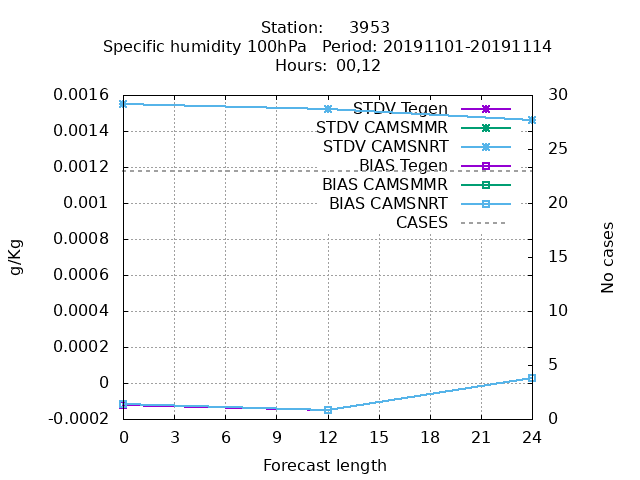 Station: 3953
Specific humidity 100hPa Period: 20191101-20191114
Hours: 00,12
0.0016
0.0014
0.0012
0.001
0.0008
0.0006
0.0004
0.0002
0
-0.0002
g/Kg
STDV Tegen
STDV CAMSMMR
STDV CAMSNRT
BIAS Tegen
BIAS CAMSMMR
BIAS CAMSNRT
CASES
30
25
20
15
10
5
0
No cases
0 3 6 9 12 15 18 21 24
Forecast length